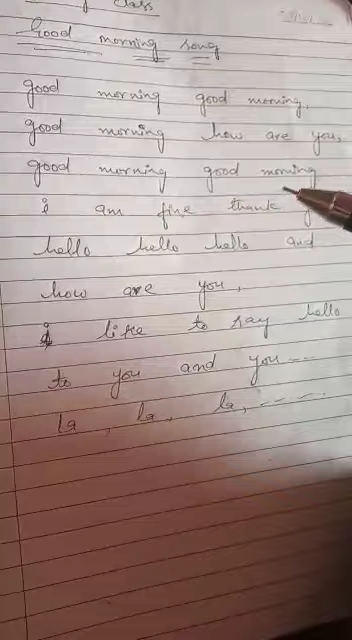 class
Good morning song
good morning good morning,
good morning how are you,
good morning good morning
i am fine thank
hello hello hello and
how are you,
i like to say hello
to you and you ---
la, la, la, ----